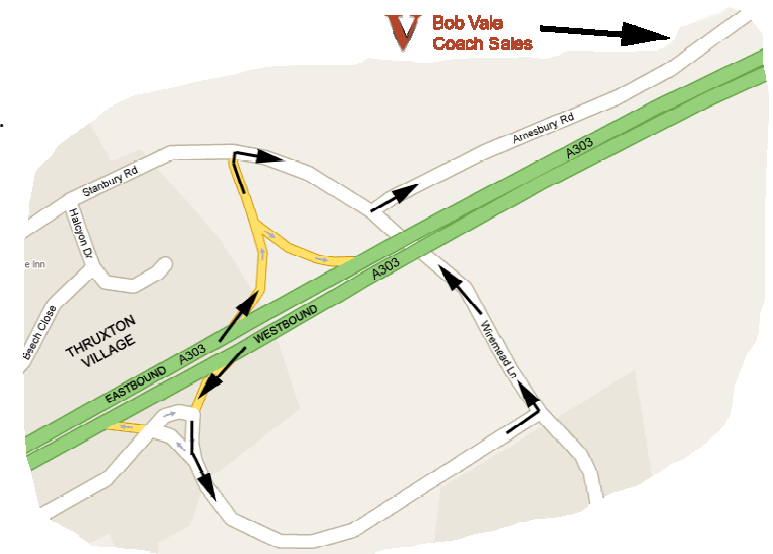 V Bob Vale
Coach Sales
.
Arnesbury Rd
A303
Stanbury Rd
Halcyon Dr
e Inn
A303
Beech Close
THRUXTON
VILLAGE
WESTBOUND
A303
EASTBOUND
Wiremead Ln